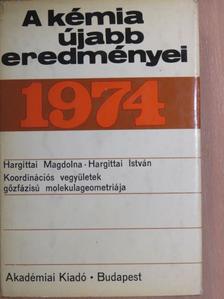 A kémia
újabb
eredményei
1974
Hargittai Magdolna · Hargittai István
Koordinációs vegyületek
gőzfázisú molekulageometriája
Akadémiai Kiadó · Budapest